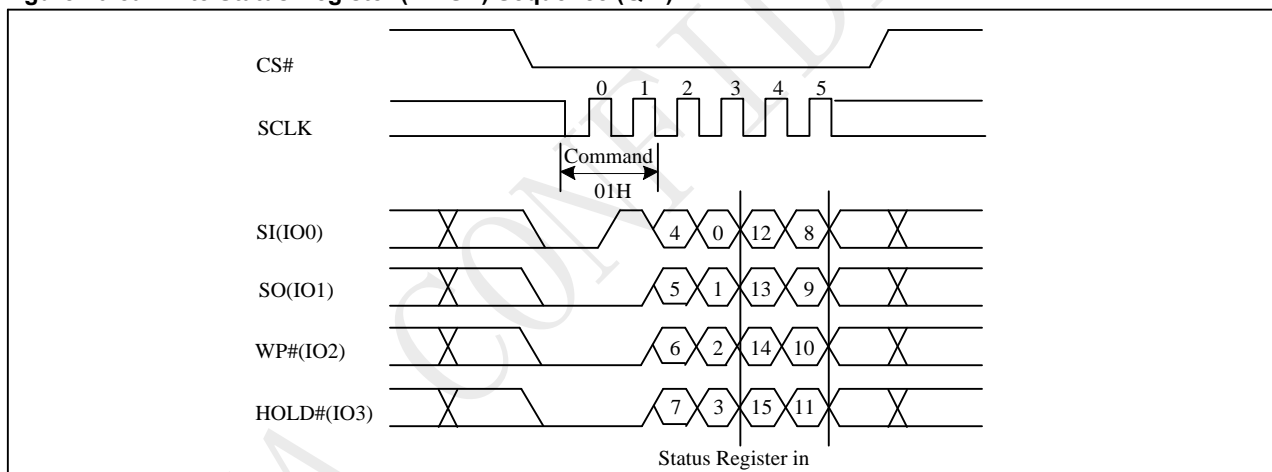 CS#
0 1 2 3 4 5
SCLK
Command
01H
SI(IO0) 4 0 12 8
SO(IO1) 5 1 13 9
WP#(IO2) 6 2 14 10
HOLD#(IO3) 7 3 15 11
Status Register in